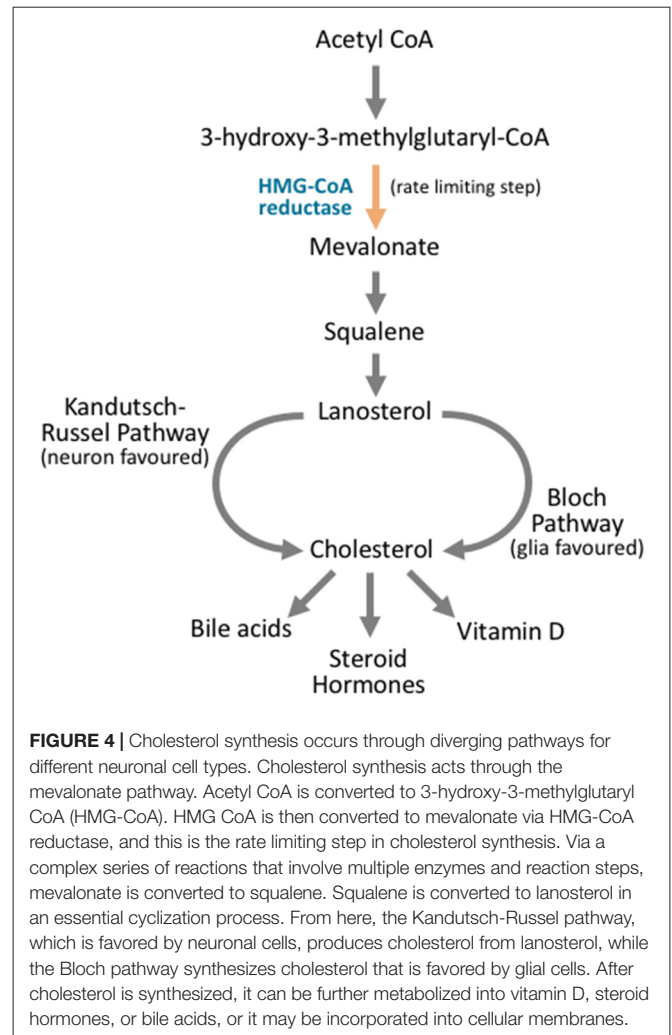 Acetyl CoA
3-hydroxy-3-methylglutaryl-CoA
HMG-CoA
reductase
(rate limiting step)
Mevalonate
Squalene
Lanosterol
Kandutsch-
Russel Pathway
(neuron favoured)
Bloch
Pathway
(glia favoured)
Cholesterol
Bile acids
Steroid
Hormones
Vitamin D
FIGURE 4 | Cholesterol synthesis occurs through diverging pathways for
different neuronal cell types. Cholesterol synthesis acts through the
mevalonate pathway. Acetyl CoA is converted to 3-hydroxy-3-methylglutaryl
CoA (HMG-CoA). HMG CoA is then converted to mevalonate via HMG-CoA
reductase, and this is the rate limiting step in cholesterol synthesis. Via a
complex series of reactions that involve multiple enzymes and reaction steps,
mevalonate is converted to squalene. Squalene is converted to lanosterol in
an essential cyclization process. From here, the Kandutsch-Russel pathway,
which is favored by neuronal cells, produces cholesterol from lanosterol, while
the Bloch pathway synthesizes cholesterol that is favored by glial cells. After
cholesterol is synthesized, it can be further metabolized into vitamin D, steroid
hormones, or bile acids, or it may be incorporated into cellular membranes.